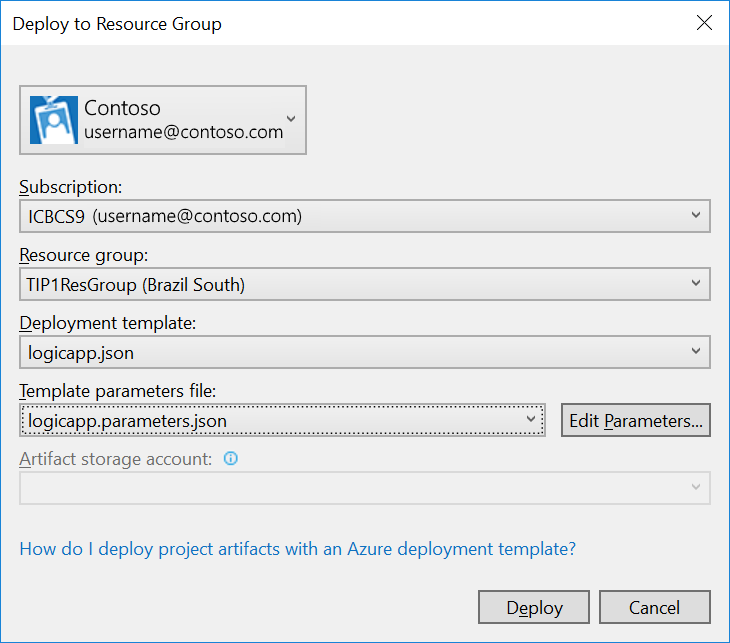 Deploy to Resource Group
Contoso
username@contoso.com
Subscription:
ICBCS9 (username@contoso.com)
Resource group:
TIP1ResGroup (Brazil South)
Deployment template:
logicapp.json
Template parameters file:
logicapp.parameters.json
Edit Parameters...
Artifact storage account:
How do I deploy project artifacts with an Azure deployment template?
Deploy
Cancel